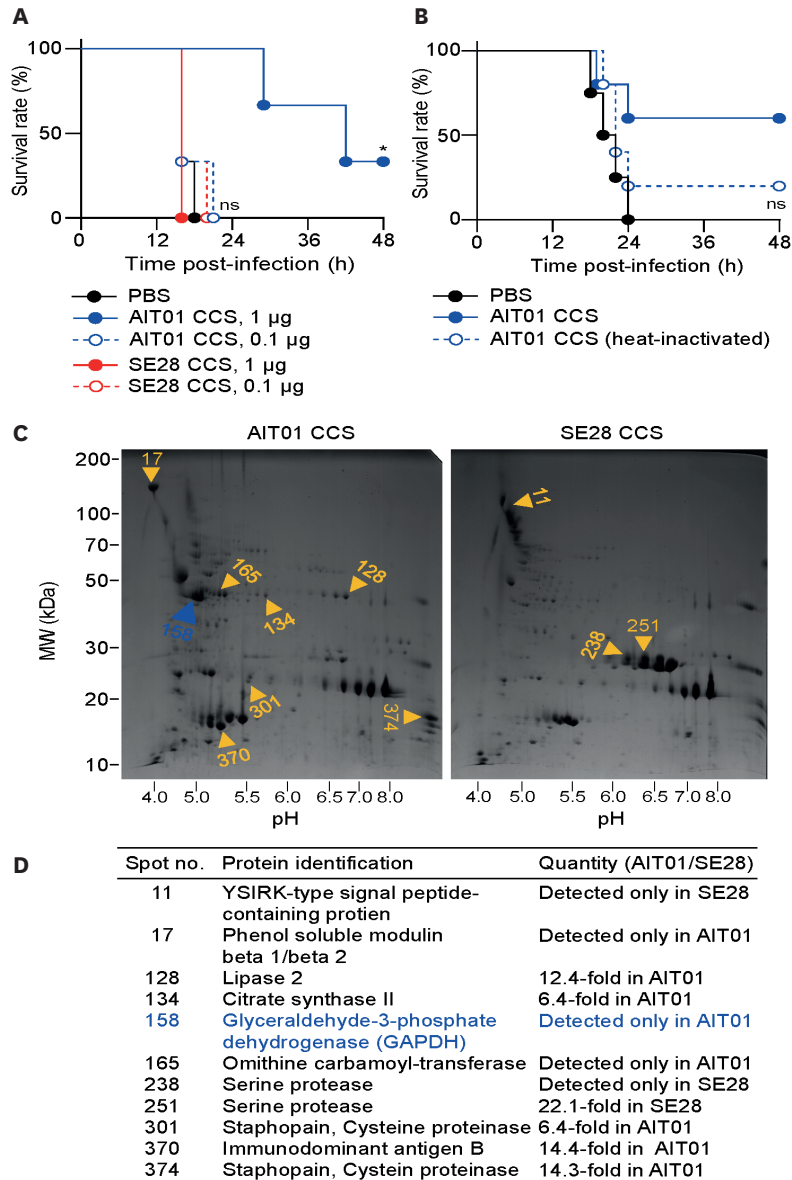 A
Survival rate (%)
100
50
0
*
ns
0 12 24 36 48
Time post-infection (h)
PBS
AIT01 CCS, 1 µg
AIT01 CCS, 0.1 µg
SE28 CCS, 1 µg
SE28 CCS, 0.1 µg
B
Survival rate (%)
100
50
0
ns
0 12 24 36 48
Time post-infection (h)
PBS
AIT01 CCS
AIT01 CCS (heat-inactivated)
C
AIT01 CCS
SE28 CCS
MW (kDa)
200
100
70
50
30
20
10
17
165
128
158
134
301
374
370
11
238
251
4.0 5.0 5.5 6.0 6.5 7.0 8.0
pH
4.0 5.0 5.5 6.0 6.5 7.0 8.0
pH
D
Spot no. Protein identification Quantity (AIT01/SE28)
11 YSIRK-type signal peptide- Detected only in SE28
containing protien
17 Phenol soluble modulin Detected only in AIT01
beta 1/beta 2
128 Lipase 2 12.4-fold in AIT01
134 Citrate synthase II 6.4-fold in AIT01
158 Glyceraldehyde-3-phosphate Detected only in AIT01
dehydrogenase (GAPDH)
165 Omithine carbamoyl-transferase Detected only in AIT01
238 Serine protease Detected only in SE28
251 Serine protease 22.1-fold in SE28
301 Staphopain, Cysteine proteinase 6.4-fold in AIT01
370 Immunodominant antigen B 14.4-fold in AIT01
374 Staphopain, Cystein proteinase 14.3-fold in AIT01